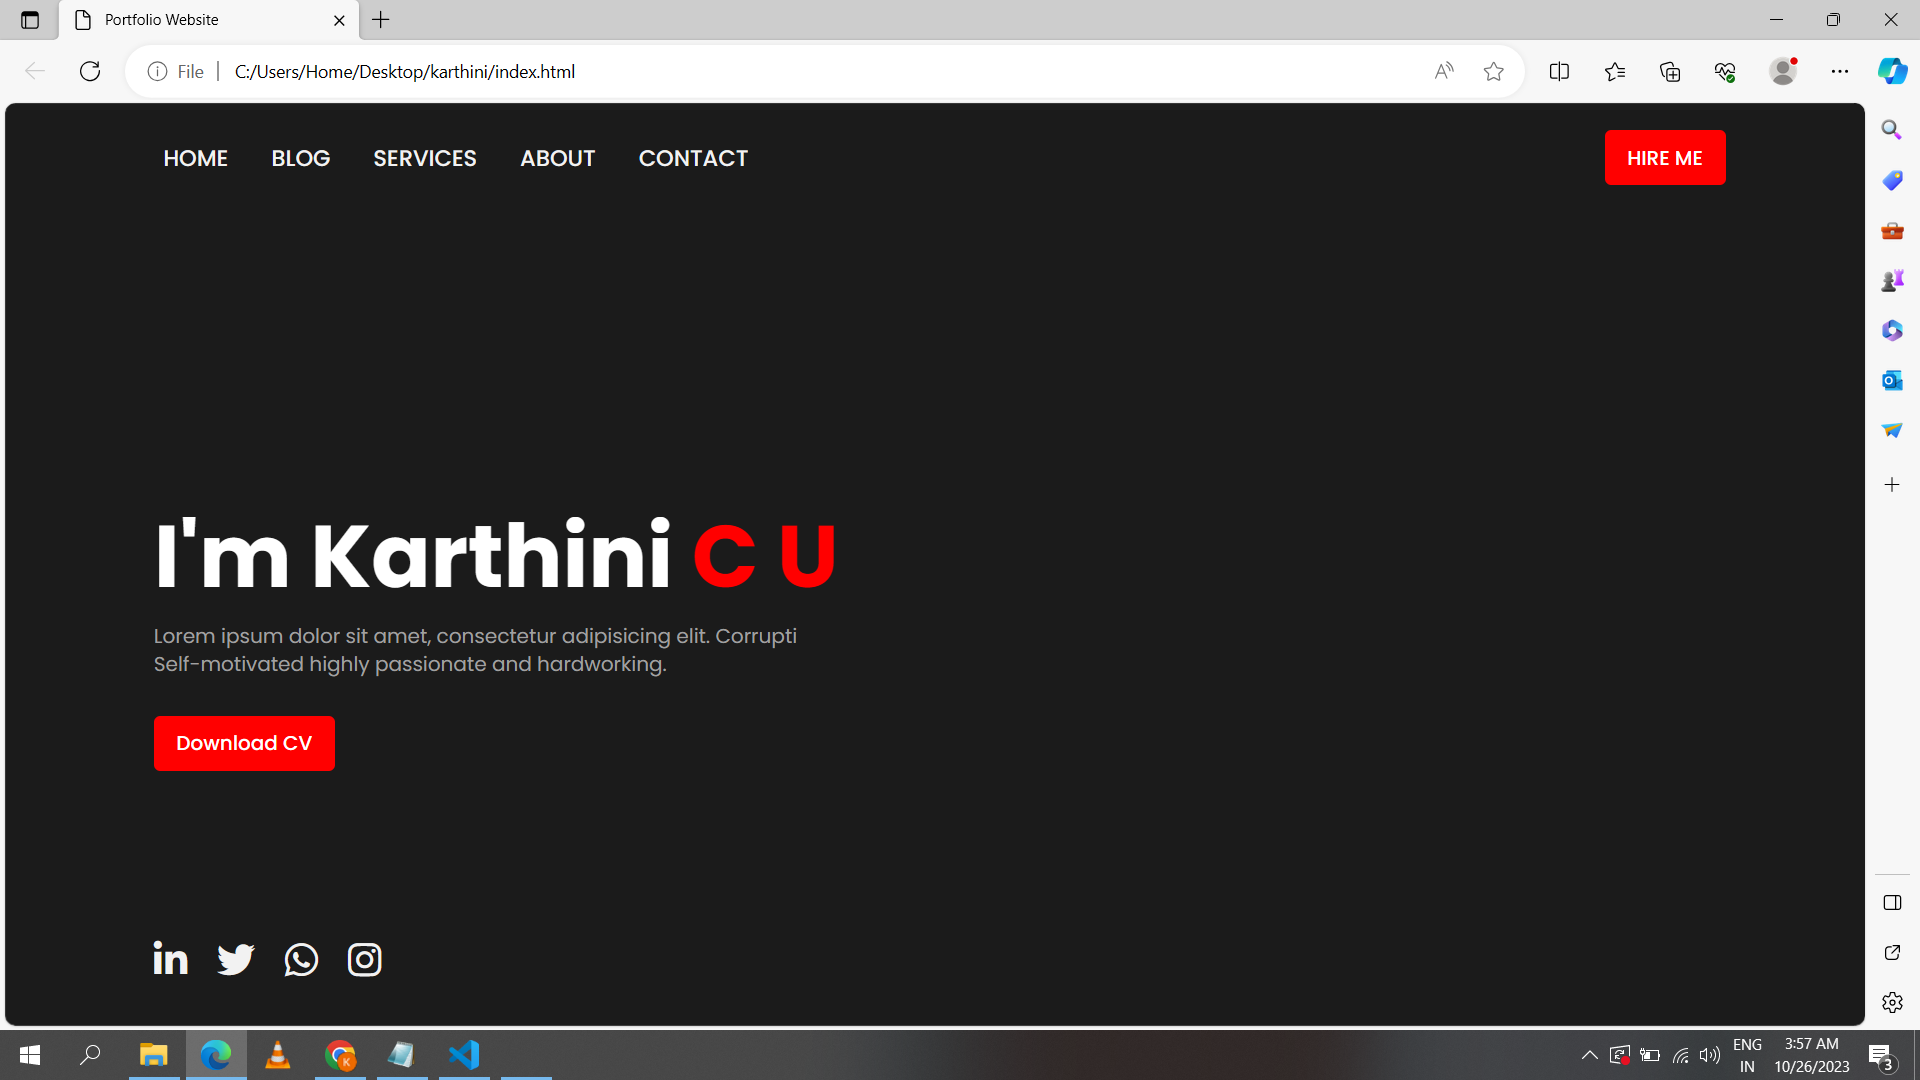 Portfolio Website
File
C:/Users/Home/Desktop/karthini/index.html
HOME BLOG SERVICES ABOUT CONTACT
HIRE ME
I'm Karthini C U
Lorem ipsum dolor sit amet, consectetur adipisicing elit. Corrupti
Self-motivated highly passionate and hardworking.
Download CV
ENG
IN
3:57 AM
10/26/2023
3